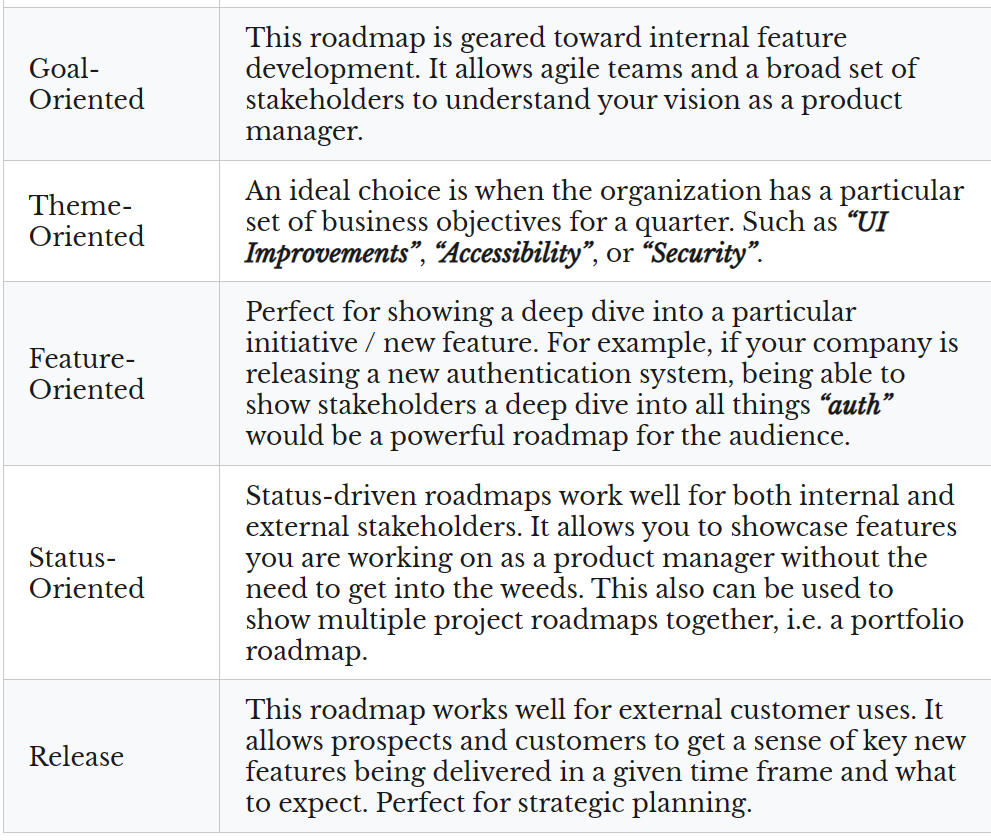 Goal-
Oriented
This roadmap is geared toward internal feature
development. It allows agile teams and a broad set of
stakeholders to understand your vision as a product
manager.
Theme-
Oriented
An ideal choice is when the organization has a particular
set of business objectives for a quarter. Such as “UI
Improvements”, “Accessibility”, or “Security”.
Feature-
Oriented
Perfect for showing a deep dive into a particular
initiative / new feature. For example, if your company is
releasing a new authentication system, being able to
show stakeholders a deep dive into all things “auth”
would be a powerful roadmap for the audience.
Status-
Oriented
Status-driven roadmaps work well for both internal and
external stakeholders. It allows you to showcase features
you are working on as a product manager without the
need to get into the weeds. This also can be used to
show multiple project roadmaps together, i.e. a portfolio
roadmap.
Release
This roadmap works well for external customer uses. It
allows prospects and customers to get a sense of key new
features being delivered in a given time frame and what
to expect. Perfect for strategic planning.